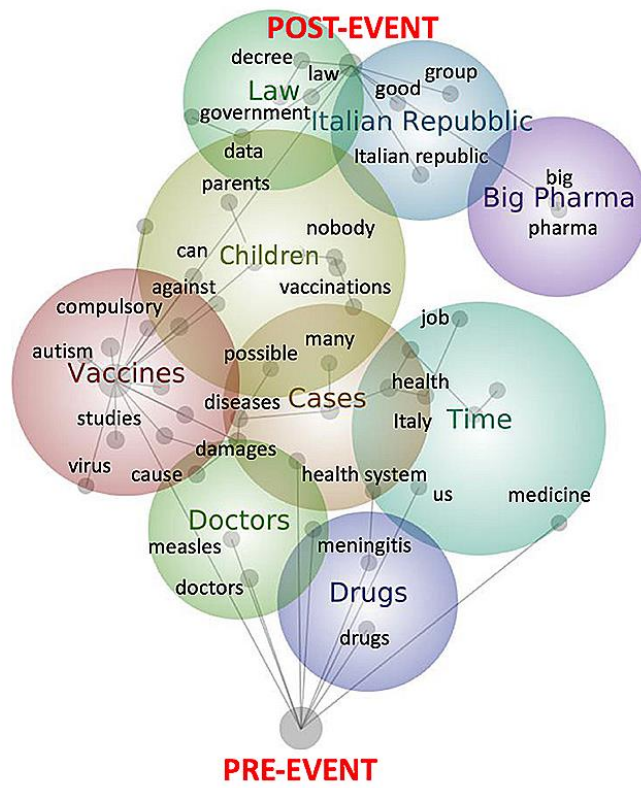 POST-EVENT
decree
law
group
Law
good
government
Italian Repubblic
data
Italian republic
big
parents
Big Pharma
nobody
pharma
can
Children
against
vaccinations
compulsory
job
many
autism
possible
Vaccines
health
diseases
Cases
studies
Italy
Time
damages
virus
cause
health system
us
medicine
Doctors
measles
meningitis
doctors
Drugs
drugs
PRE-EVENT